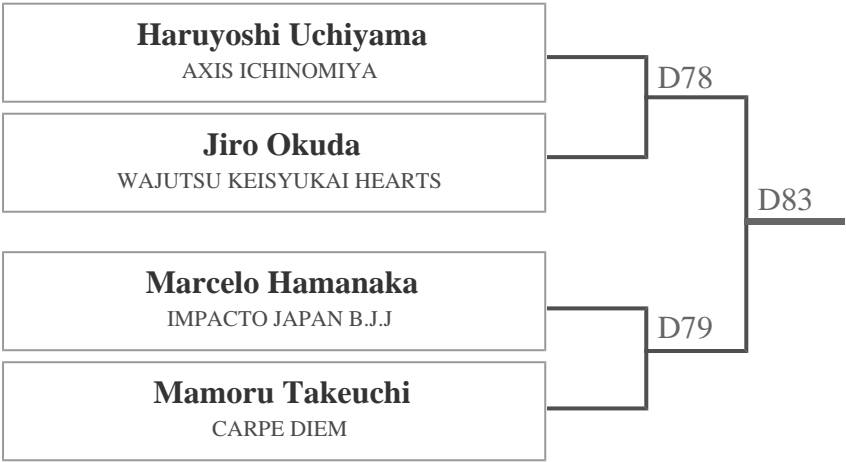 Haruyoshi Uchiyama
AXIS ICHINOMIYA
D78
Jiro Okuda
WAJUTSU KEISYUKAI HEARTS
D83
Marcelo Hamanaka
IMPACTO JAPAN B.J.J
D79
Mamoru Takeuchi
CARPE DIEM